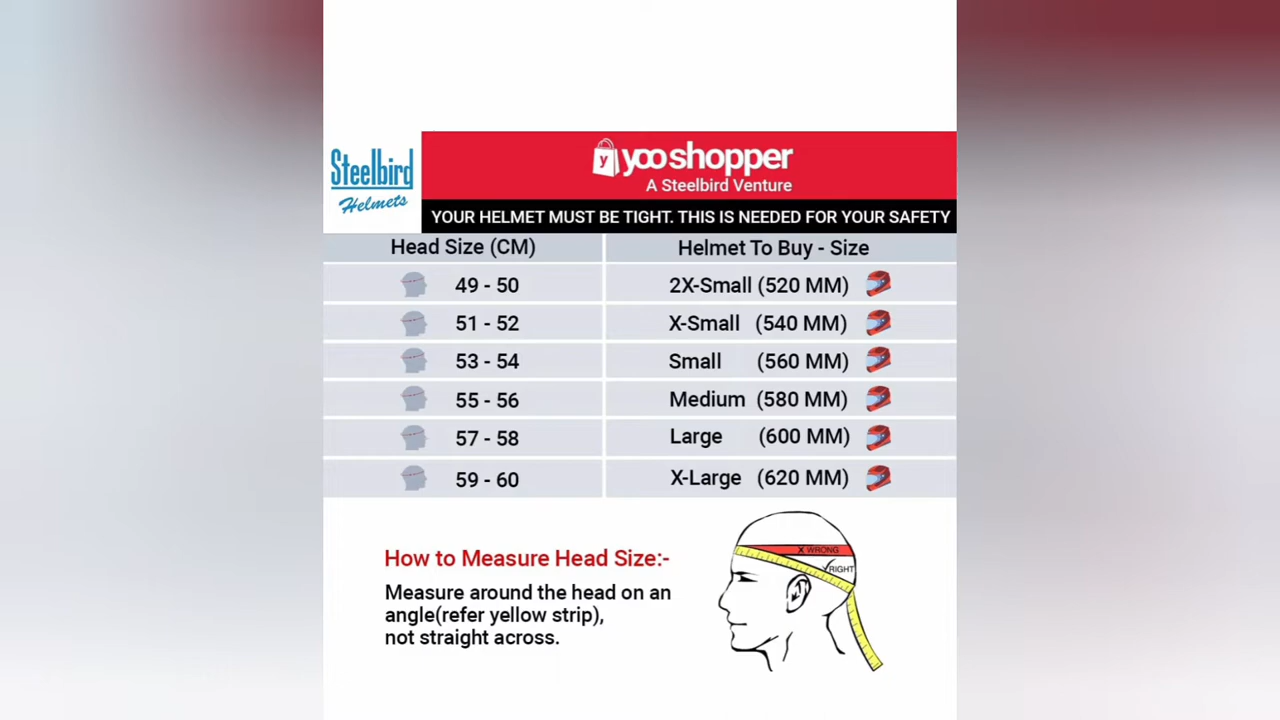 Steelbird
Helmets
y yooshopper
A Steelbird Venture
YOUR HELMET MUST BE TIGHT. THIS IS NEEDED FOR YOUR SAFETY
Head Size (CM) Helmet To Buy - Size
49 - 50 2X-Small (520 MM)
51 - 52 X-Small (540 MM)
53 - 54 Small (560 MM)
55 - 56 Medium (580 MM)
57 - 58 Large (600 MM)
59 - 60 X-Large (620 MM)
X WRONG
✓RIGHT
How to Measure Head Size:-
Measure around the head on an
angle(refer yellow strip),
not straight across.